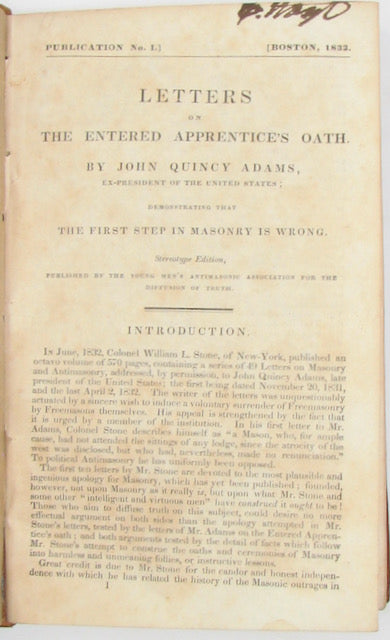 PUBLICATION No. I.] [BOSTON, 1832.
LETTERS
ON
THE ENTERED APPRENTICE'S OATH.
BY JOHN QUINCY ADAMS,
EX-PRESIDENT OF THE UNITED STATES;
DEMONSTRATING THAT
THE FIRST STEP IN MASONRY IS WRONG.
Stereotype Edition,
PUBLISHED BY THE YOUNG MEN'S ANTIMASONIC ASSOCIATION FOR THE
DIFFUSION OF TRUTH.
INTRODUCTION.
IN June, 1832, Colonel William L. Stone, of New-York, published an
octavo volume of 570 pages, containing a series of 49 Letters on Masonry
and Antimasonry, addressed, by permission, to John Quincy Adams, late
president of the United States; the first being dated November 20, 1831,
and the last April 2, 1832. The writer of the letters was unquestionably
actuated by a sincere wish to induce a voluntary surrender of Freemasonry
by Freemasons themselves. His appeal is strengthened by the fact that
it is urged by a member of the institution. In his first letter to Mr.
Adams, Colonel Stone describes himself as "a Mason, who, for ample
cause, had not attended the sittings of any lodge, since the atrocity of the
west was disclosed, but who had, nevertheless, made no renunciation."
To political Antimasonry he has uniformly been opposed.
The first ten letters by Mr. Stone are devoted to the most plausible and
ingenious apology for Masonry, which has yet been published; founded,
however, not upon Masonry as it really is, but upon what Mr. Stone and
some other "intelligent and virtuous men" have construed it ought to be!
Those who aim to diffuse truth on this subject, could desire no more
effectual argument on both sides than the apology attempted in Mr.
Stone's letters, tested by the letters of Mr. Adams on the Entered Appren-
tice's oath; and both arguments tested by the detail of facts which follow
Mr. Stone's attempt to construe the oaths and ceremonies of Masonry
into harmless and unmeaning follies, or instructive lessons.
Great credit is due to Mr. Stone for the candor and honest indepen-
dence with which he has related the history of the Masonic outrages in
1